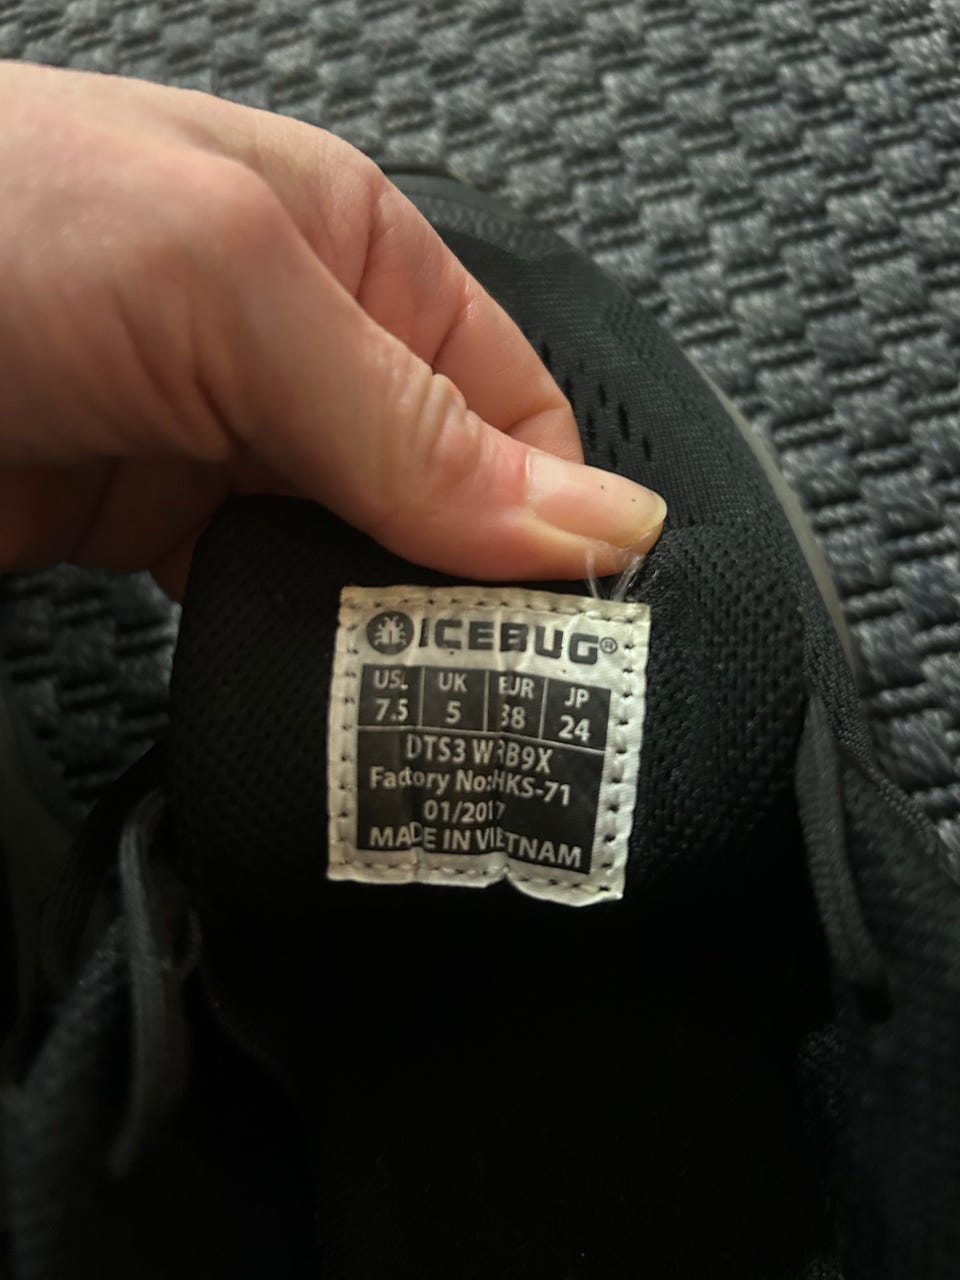 ICEBUG®
USL UK EUR JP
7.5 5 38 24
DTS3 W RB9X
Factory No:HKS-71
01/2017
MADE IN VIETNAM